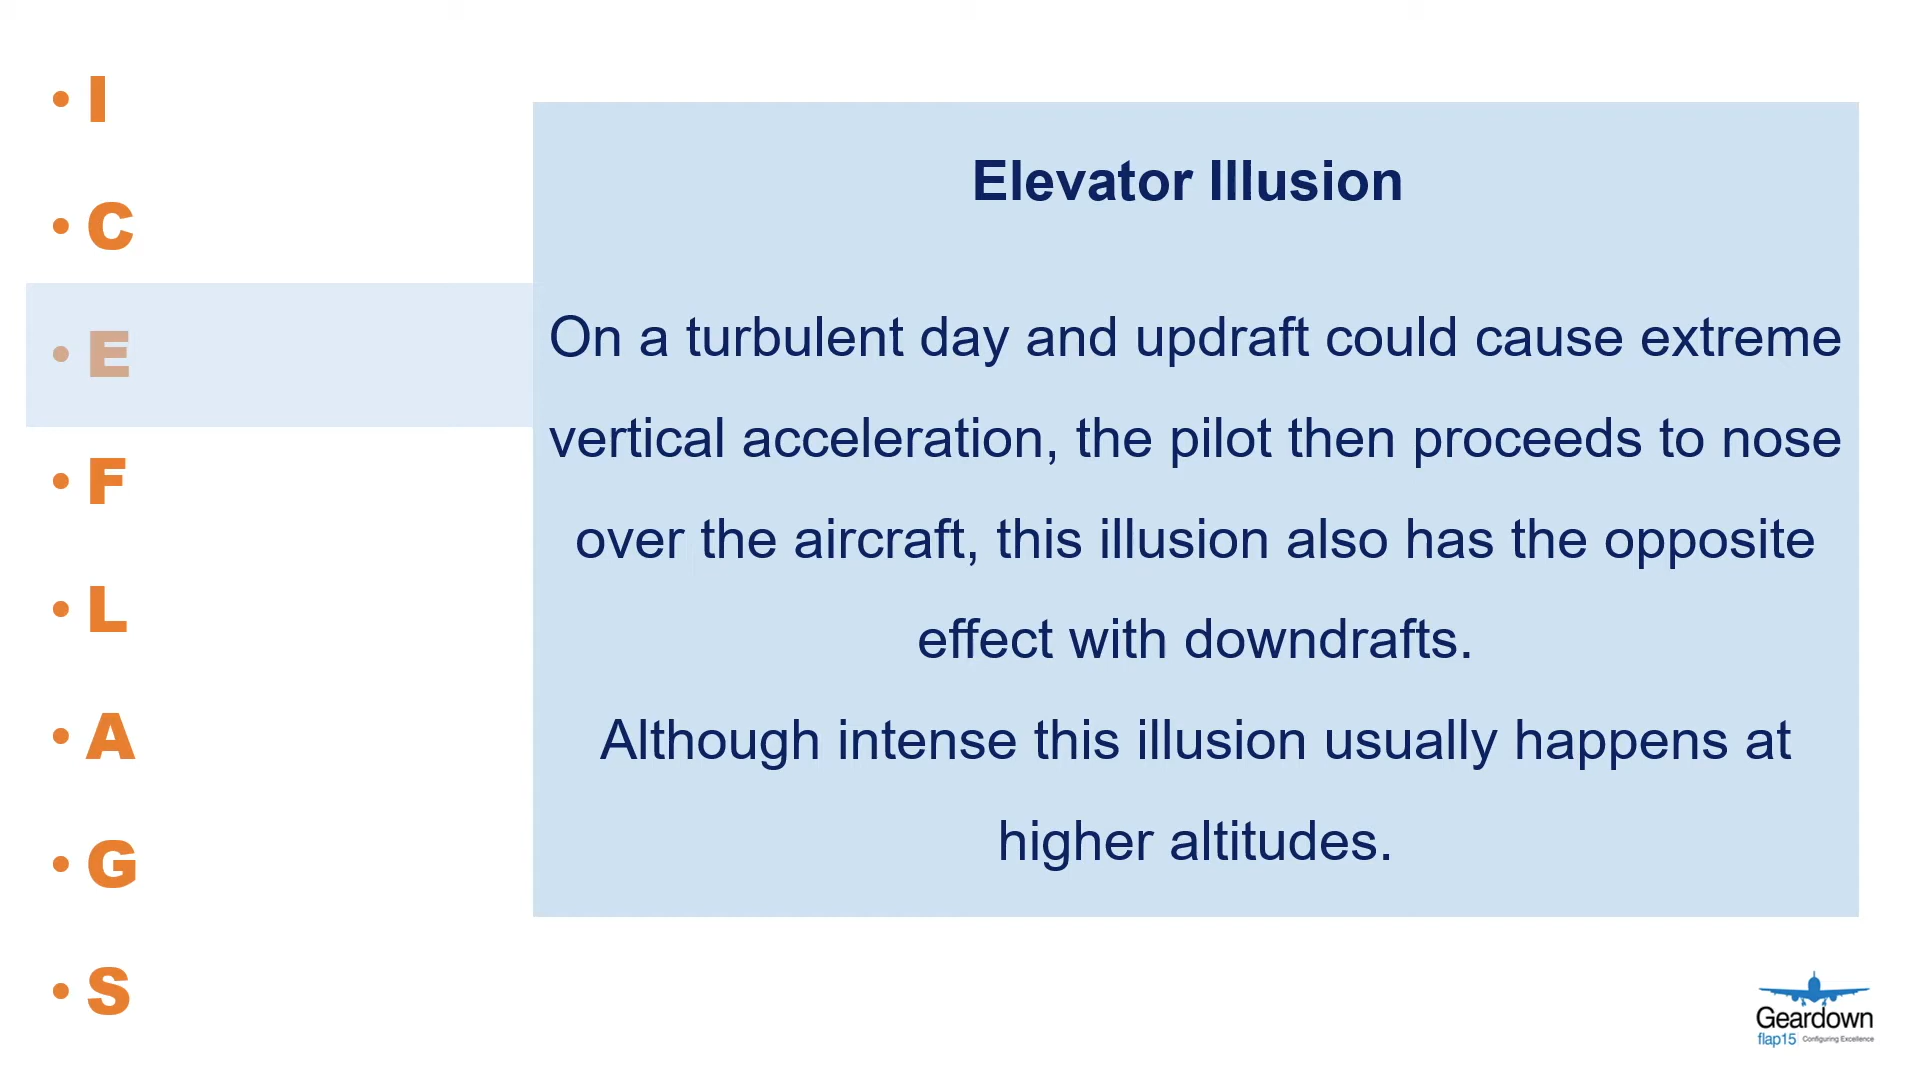 • I
• C
• E
• F
• L
• A
• G
• S
Elevator Illusion
On a turbulent day and updraft could cause extreme
vertical acceleration, the pilot then proceeds to nose
over the aircraft, this illusion also has the opposite
effect with downdrafts.
Although intense this illusion usually happens at
higher altitudes.
Geardown
flap15 Configuring Excellence